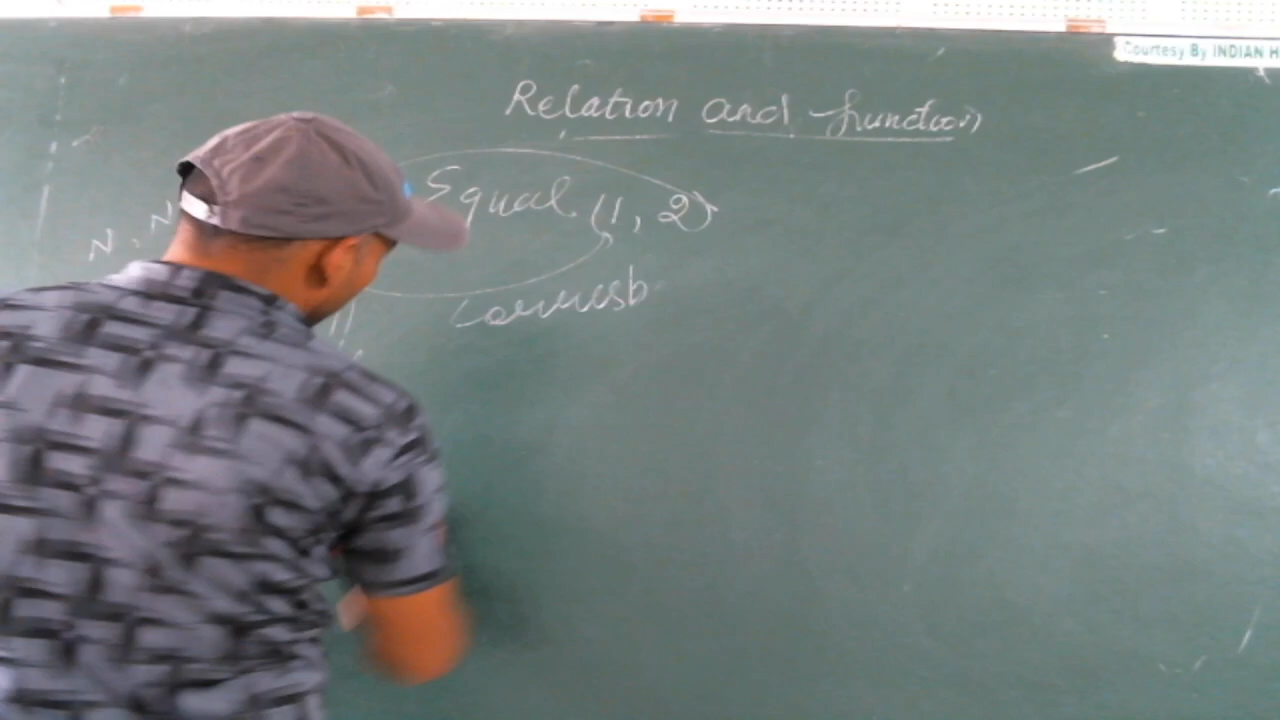 Courtesy By INDIAN H
Relation and function
Equal (1, 2)
N, N